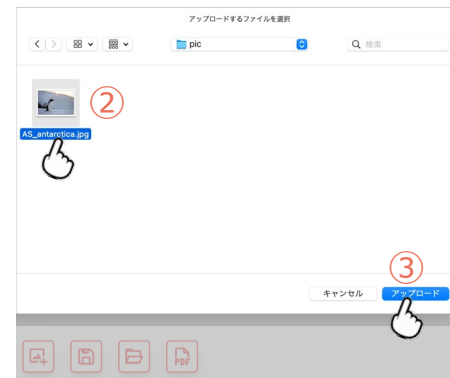 アップロードするファイルを選択
pic
検索
②
AS_antarctica.jpg
③
キャンセル
アップロード
PDF